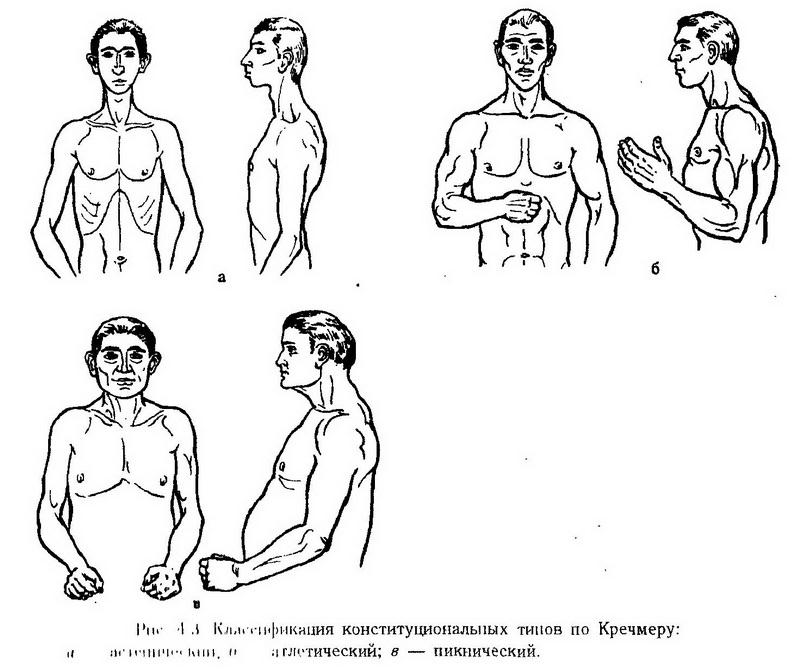 а
б
в
Рис 4.3 Классификация конституциональных типов по Кречмеру:
а астенический, б атлетический; в — пикнический.